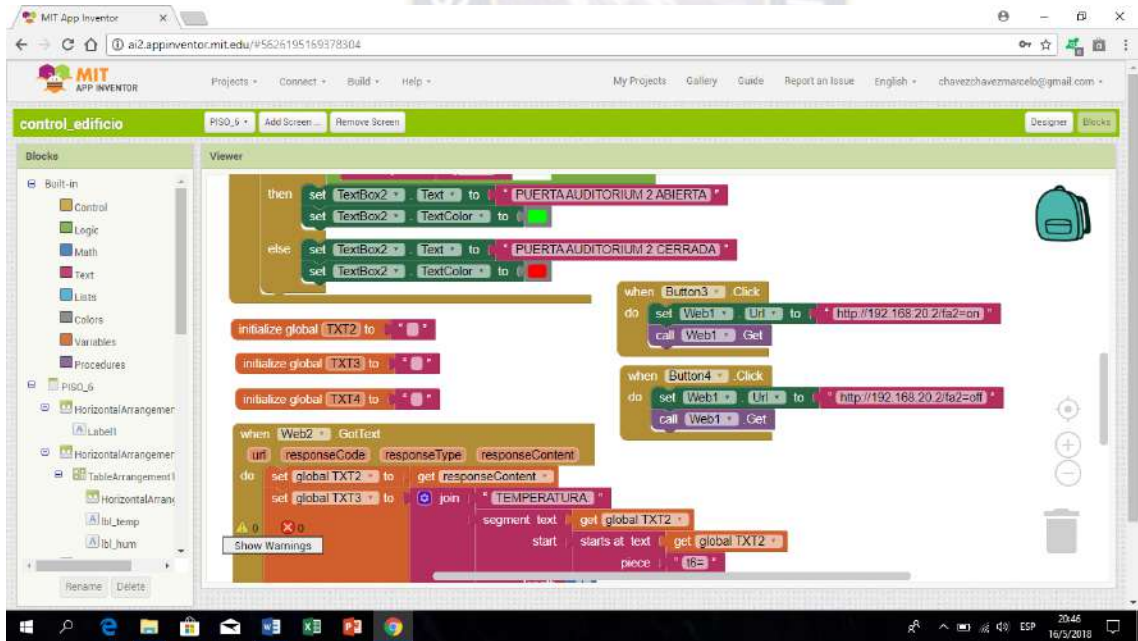 MIT App Inventor
ai2.appinventor.mit.edu/#5626195169378304
MIT
APP INVENTOR
Projects Connect Build Help My Projects Gallery Guide Report an Issue English chavezchavezmarcelo@gmail.com
control_edificio PISO_6 Add Screen ... Remove Screen Designer Blocks
Blocks Viewer
Built-in
Control
Logic
Math
Text
Lists
Colors
Variables
Procedures
PISO_6
HorizontalArrangemer
Label1
HorizontalArrangemer
TableArrangement1
HorizontalArrang
lbl_temp
lbl_hum
Rename Delete
then set TextBox2 . Text to " PUERTA AUDITORIUM 2 ABIERTA "
set TextBox2 . TextColor to
else set TextBox2 . Text to " PUERTA AUDITORIUM 2 CERRADA "
set TextBox2 . TextColor to
initialize global TXT2 to " "
initialize global TXT3 to " "
initialize global TXT4 to " "
when Button3 .Click
do set Web1 . Url to " http://192.168.20.2/fa2=on "
call Web1 .Get
when Button4 .Click
do set Web1 . Url to " http://192.168.20.2/fa2=off "
call Web1 .Get
when Web2 .GotText
url responseCode responseType responseContent
do set global TXT2 to get responseContent
set global TXT3 to join " TEMPERATURA: "
segment text get global TXT2
start starts at text get global TXT2
piece " t6= "
0 0
Show Warnings
ESP
20:46
16/5/2018